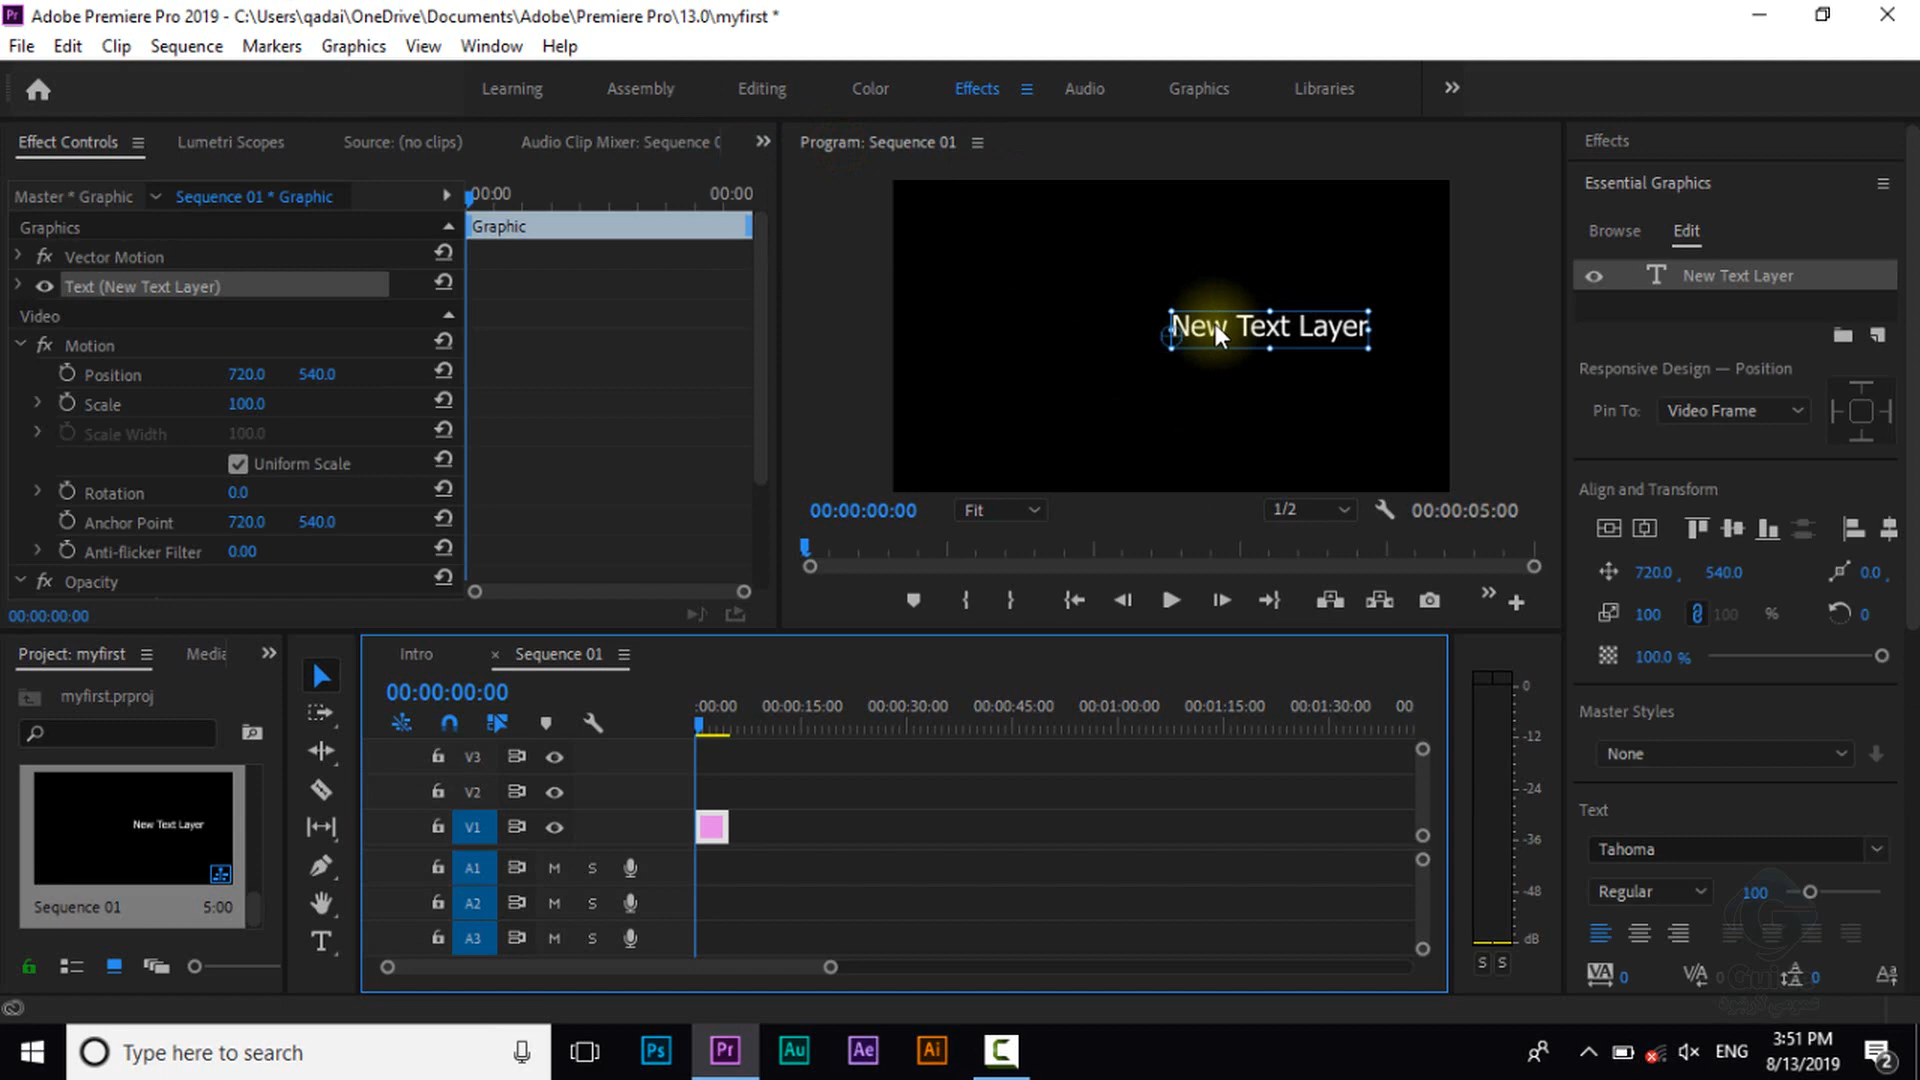 Adobe Premiere Pro 2019 - C:\Users\qadai\OneDrive\Documents\Adobe\Premiere Pro\13.0\myfirst *
File Edit Clip Sequence Markers Graphics View Window Help
Learning Assembly Editing Color Effects Audio Graphics Libraries
Effect Controls Lumetri Scopes Source: (no clips) Audio Clip Mixer: Sequence 0
Program: Sequence 01
Effects
Essential Graphics
Browse Edit
New Text Layer
Master * Graphic Sequence 01 * Graphic
00:00 00:00
Graphic
Graphics
fx Vector Motion
Text (New Text Layer)
Video
fx Motion
Position 720.0 540.0
Scale 100.0
Scale Width 100.0
Uniform Scale
Rotation 0.0
Anchor Point 720.0 540.0
Anti-flicker Filter 0.00
fx Opacity
00:00:00:00
New Text Layer
00:00:00:00 Fit 1/2 00:00:05:00
Responsive Design — Position
Pin To: Video Frame
Align and Transform
720.0 540.0 0.0
100 100 % 0
100.0 %
Master Styles
None
Text
Tahoma
Regular 100
VA 0 V/A 0 0
Project: myfirst Media
myfirst.prproj
New Text Layer
Sequence 01 5:00
Intro × Sequence 01
00:00:00:00
:00:00 00:00:15:00 00:00:30:00 00:00:45:00 00:01:00:00 00:01:15:00 00:01:30:00 00
V3
V2
V1
A1 M S
A2 M S
A3 M S
0
-12
-24
-36
-48
dB
S S
Type here to search
Ps Pr Au Ae Ai C
ENG
3:51 PM
8/13/2019
2